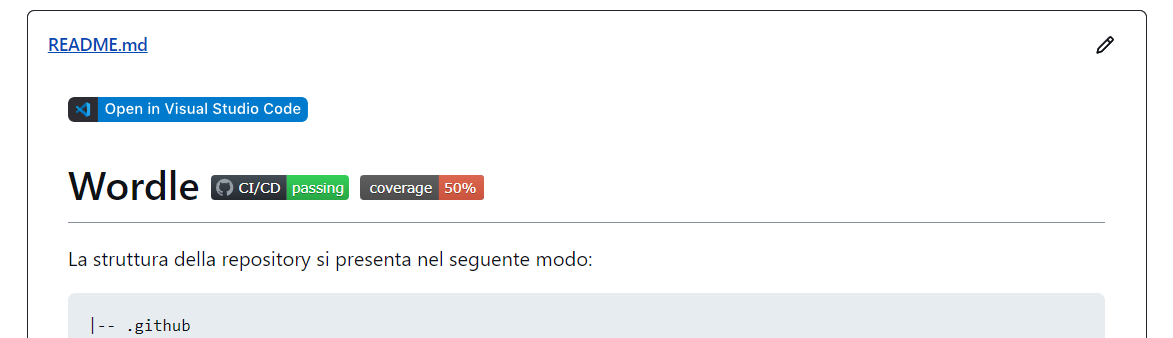 README.md
Open in Visual Studio Code
Wordle CI/CD passing coverage 50%
La struttura della repository si presenta nel seguente modo:
|-- .github